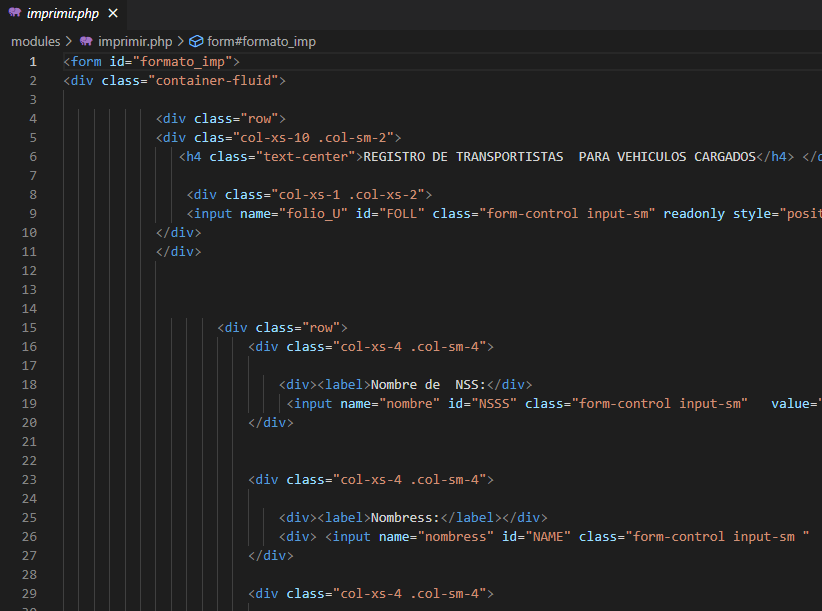 imprimir.php ×
modules > imprimir.php > form#formato_imp
1 <form id="formato_imp">
2 <div class="container-fluid">
3
4 <div class="row">
5 <div clas="col-xs-10 .col-sm-2">
6 <h4 class="text-center">REGISTRO DE TRANSPORTISTAS  PARA VEHICULOS CARGADOS</h4> </d
7
8 <div class="col-xs-1 .col-xs-2">
9 <input name="folio_U" id="FOLL" class="form-control input-sm" readonly style="posit
10 </div>
11 </div>
12
13
14
15 <div class="row">
16 <div class="col-xs-4 .col-sm-4">
17
18 <div><label>Nombre de  NSS:</div>
19 <input name="nombre" id="NSSS" class="form-control input-sm"   value="
20 </div>
21
22
23 <div class="col-xs-4 .col-sm-4">
24
25 <div><label>Nombress:</label></div>
26 <div> <input name="nombress" id="NAME" class="form-control input-sm "
27 </div>
28
29 <div class="col-xs-4 .col-sm-4">